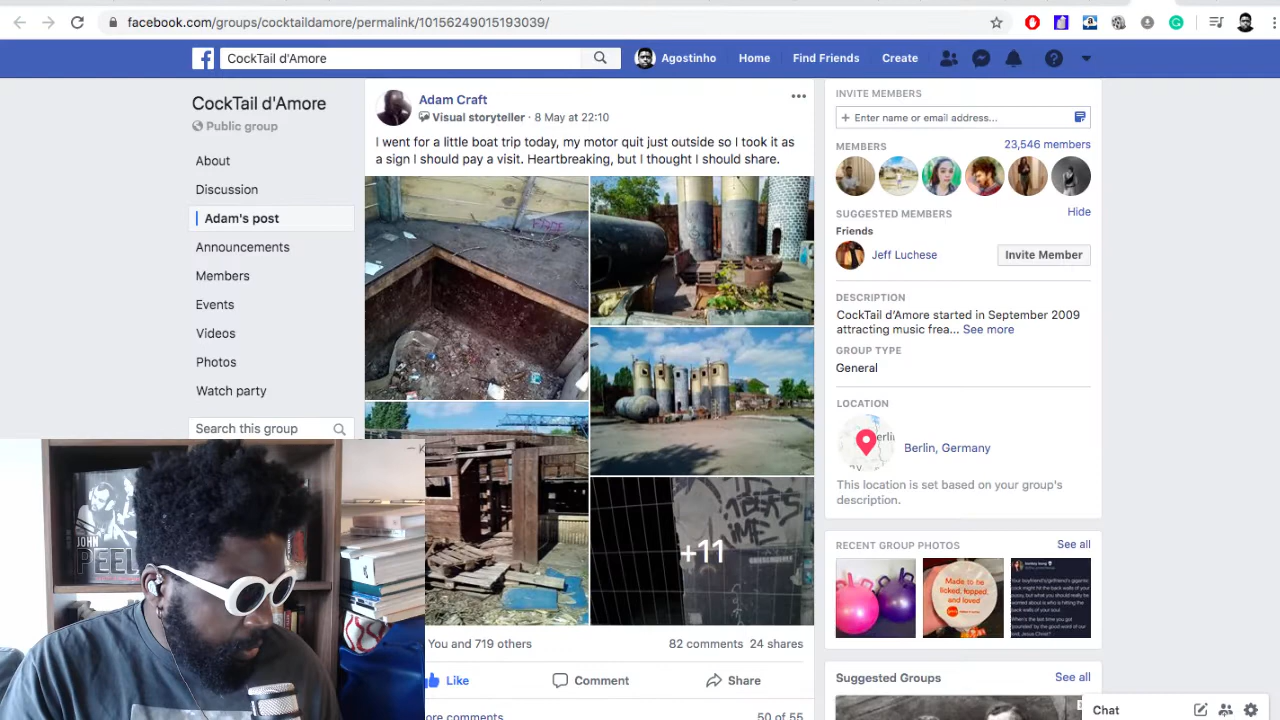 facebook.com/groups/cocktaildamore/permalink/10156249015193039/
CockTail d'Amore
Agostinho
Home
Find Friends
Create
CockTail d'Amore
Public group
About
Discussion
Adam's post
Announcements
Members
Events
Videos
Photos
Watch party
Search this group
Adam Craft
Visual storyteller · 8 May at 22:10
I went for a little boat trip today, my motor quit just outside so I took it as
a sign I should pay a visit. Heartbreaking, but I thought I should share.
+11
You and 719 others
82 comments 24 shares
Like
Comment
Share
ore comments
50 of 55
INVITE MEMBERS
+ Enter name or email address...
MEMBERS
23,546 members
SUGGESTED MEMBERS
Hide
Friends
Jeff Luchese
Invite Member
DESCRIPTION
CockTail d'Amore started in September 2009
attracting music frea... See more
GROUP TYPE
General
LOCATION
Berlin, Germany
This location is set based on your group's
description.
RECENT GROUP PHOTOS
See all
Made to be
licked, tapped,
and loved
Suggested Groups
See all
Chat
JOHN
PEEL